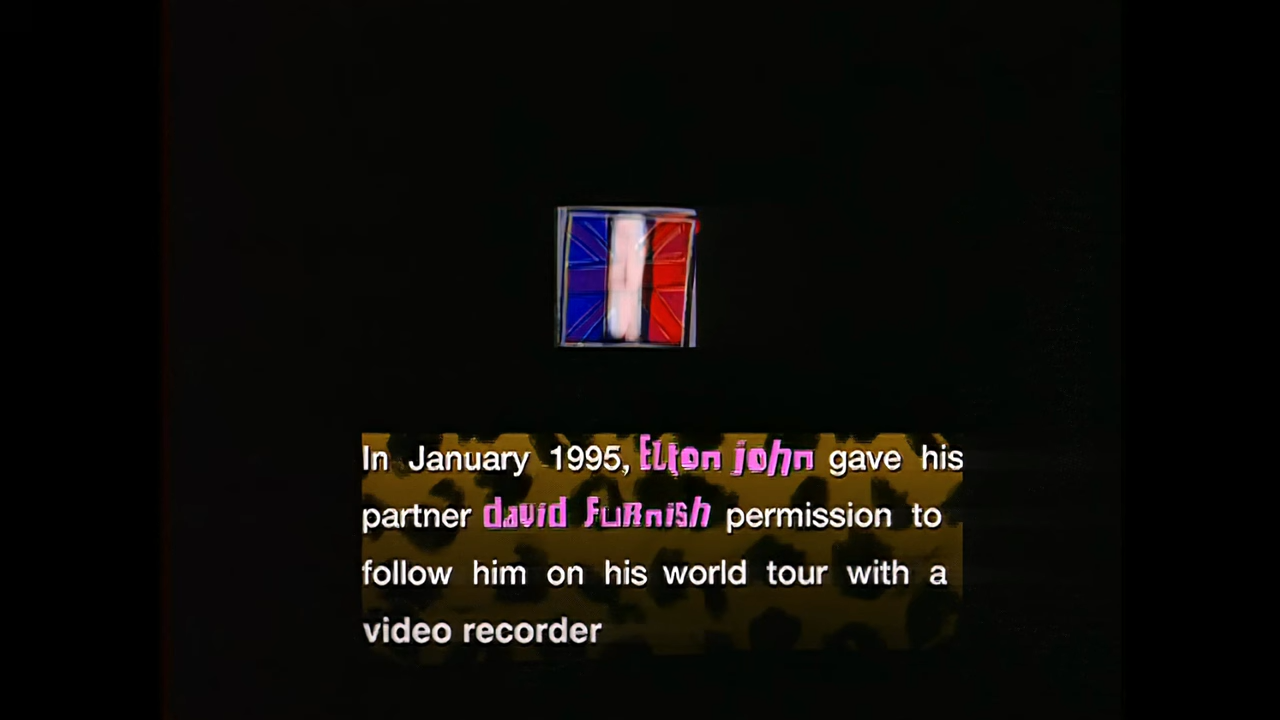 In January 1995, Elton john gave his
partner david FuRnish permission to
follow him on his world tour with a
video recorder